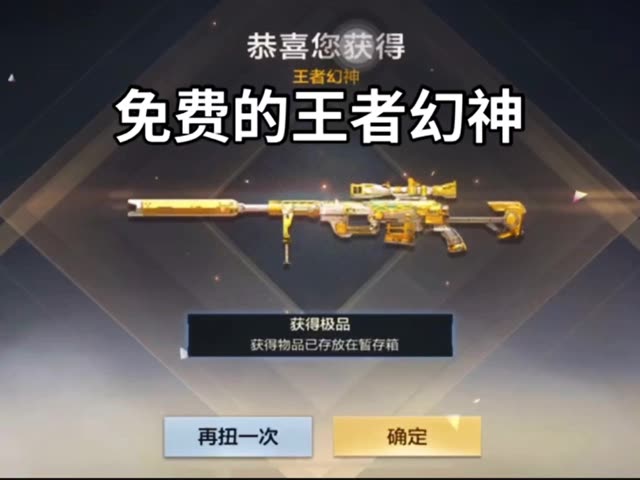 恭喜您获得
王者幻神
免费的王者幻神
获得极品
获得物品已存放在暂存箱
再扭一次
确定